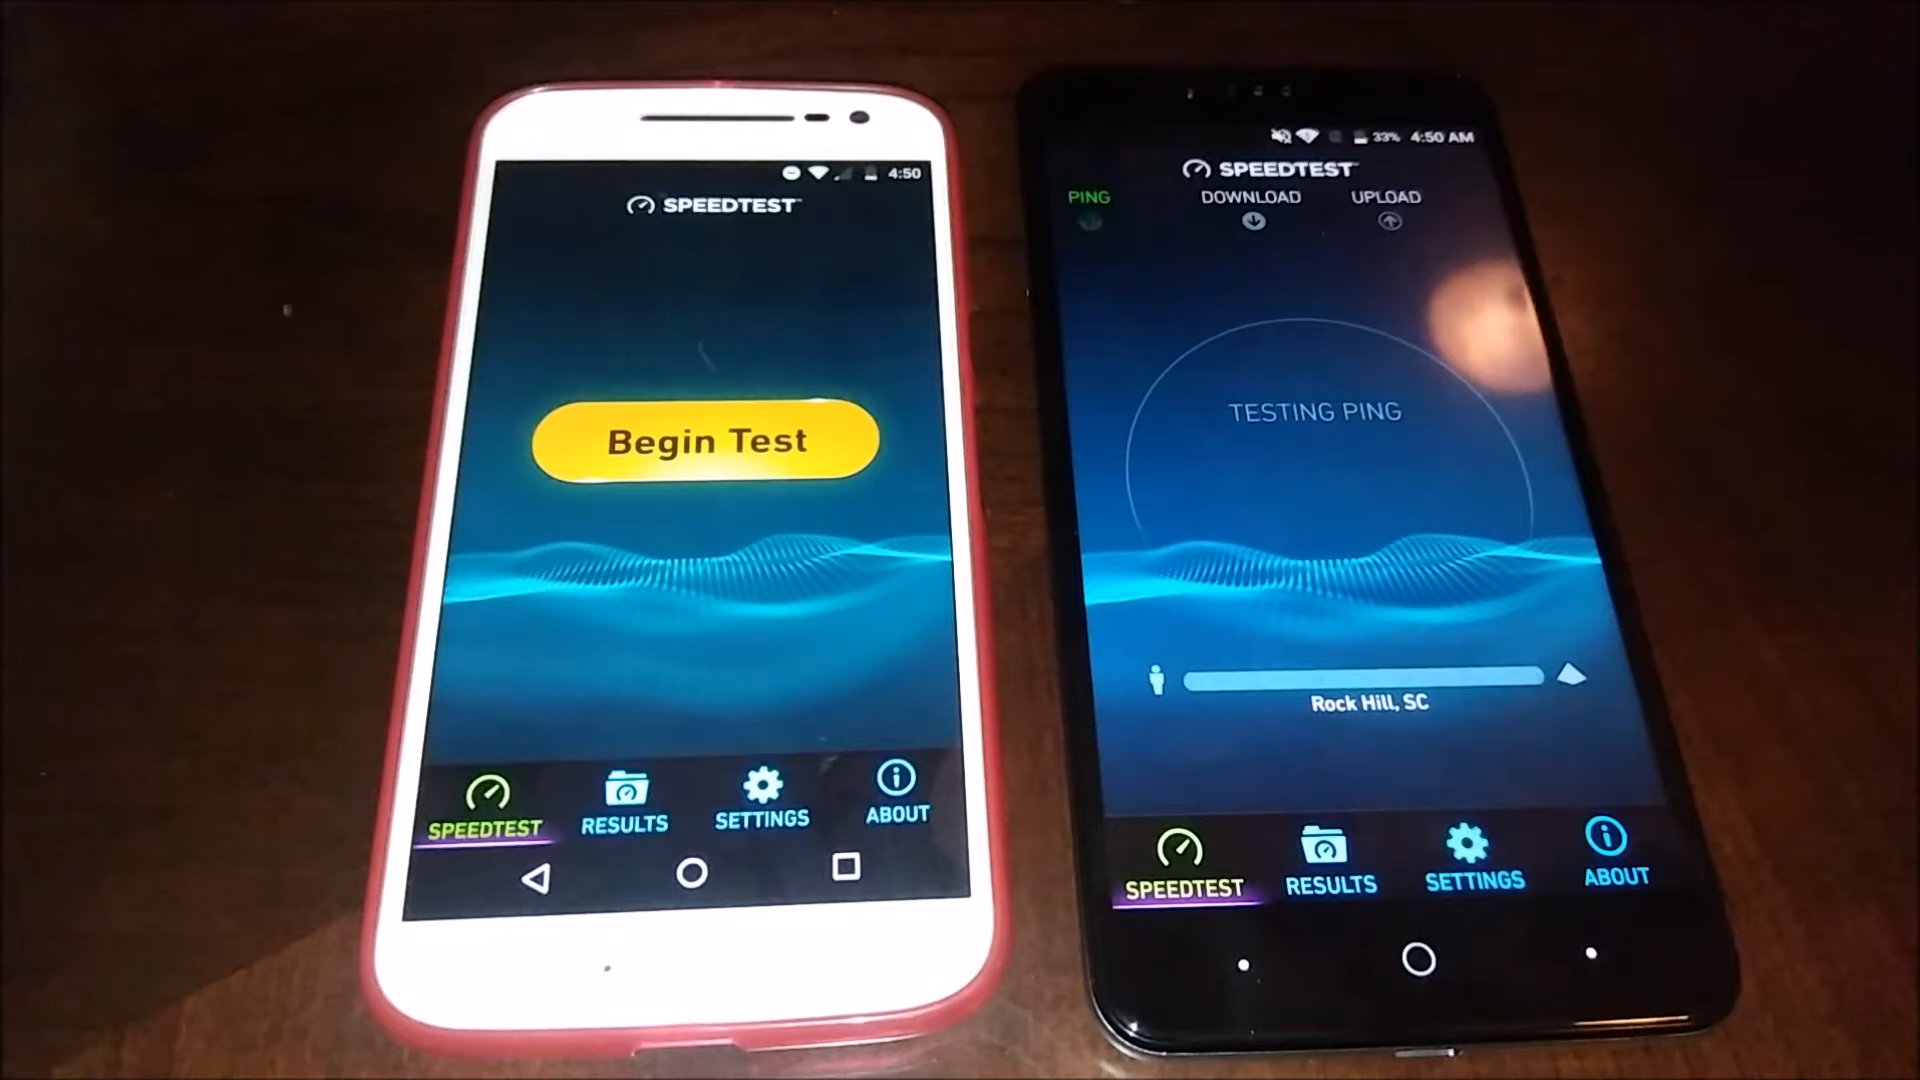 4:50
SPEEDTEST
Begin Test
SPEEDTEST RESULTS SETTINGS ABOUT
33% 4:50 AM
SPEEDTEST
PING DOWNLOAD UPLOAD
TESTING PING
Rock Hill, SC
SPEEDTEST RESULTS SETTINGS ABOUT